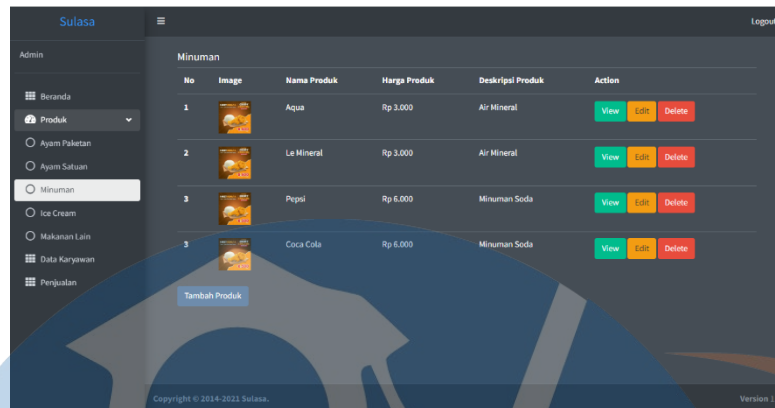 Sulasa
Logout
Admin
Minuman
No Image Nama Produk Harga Produk Deskripsi Produk Action
Beranda
1 Aqua Rp 3.000 Air Mineral View Edit Delete
Produk
Ayam Paketan
2 Le Mineral Rp 3.000 Air Mineral View Edit Delete
Ayam Satuan
Minuman
3 Pepsi Rp 6.000 Minuman Soda View Edit Delete
Ice Cream
Makanan Lain
3 Coca Cola Rp 6.000 Minuman Soda View Edit Delete
Data Karyawan
Penjualan
Tambah Produk
Copyright © 2014-2021 Sulasa. Version 1